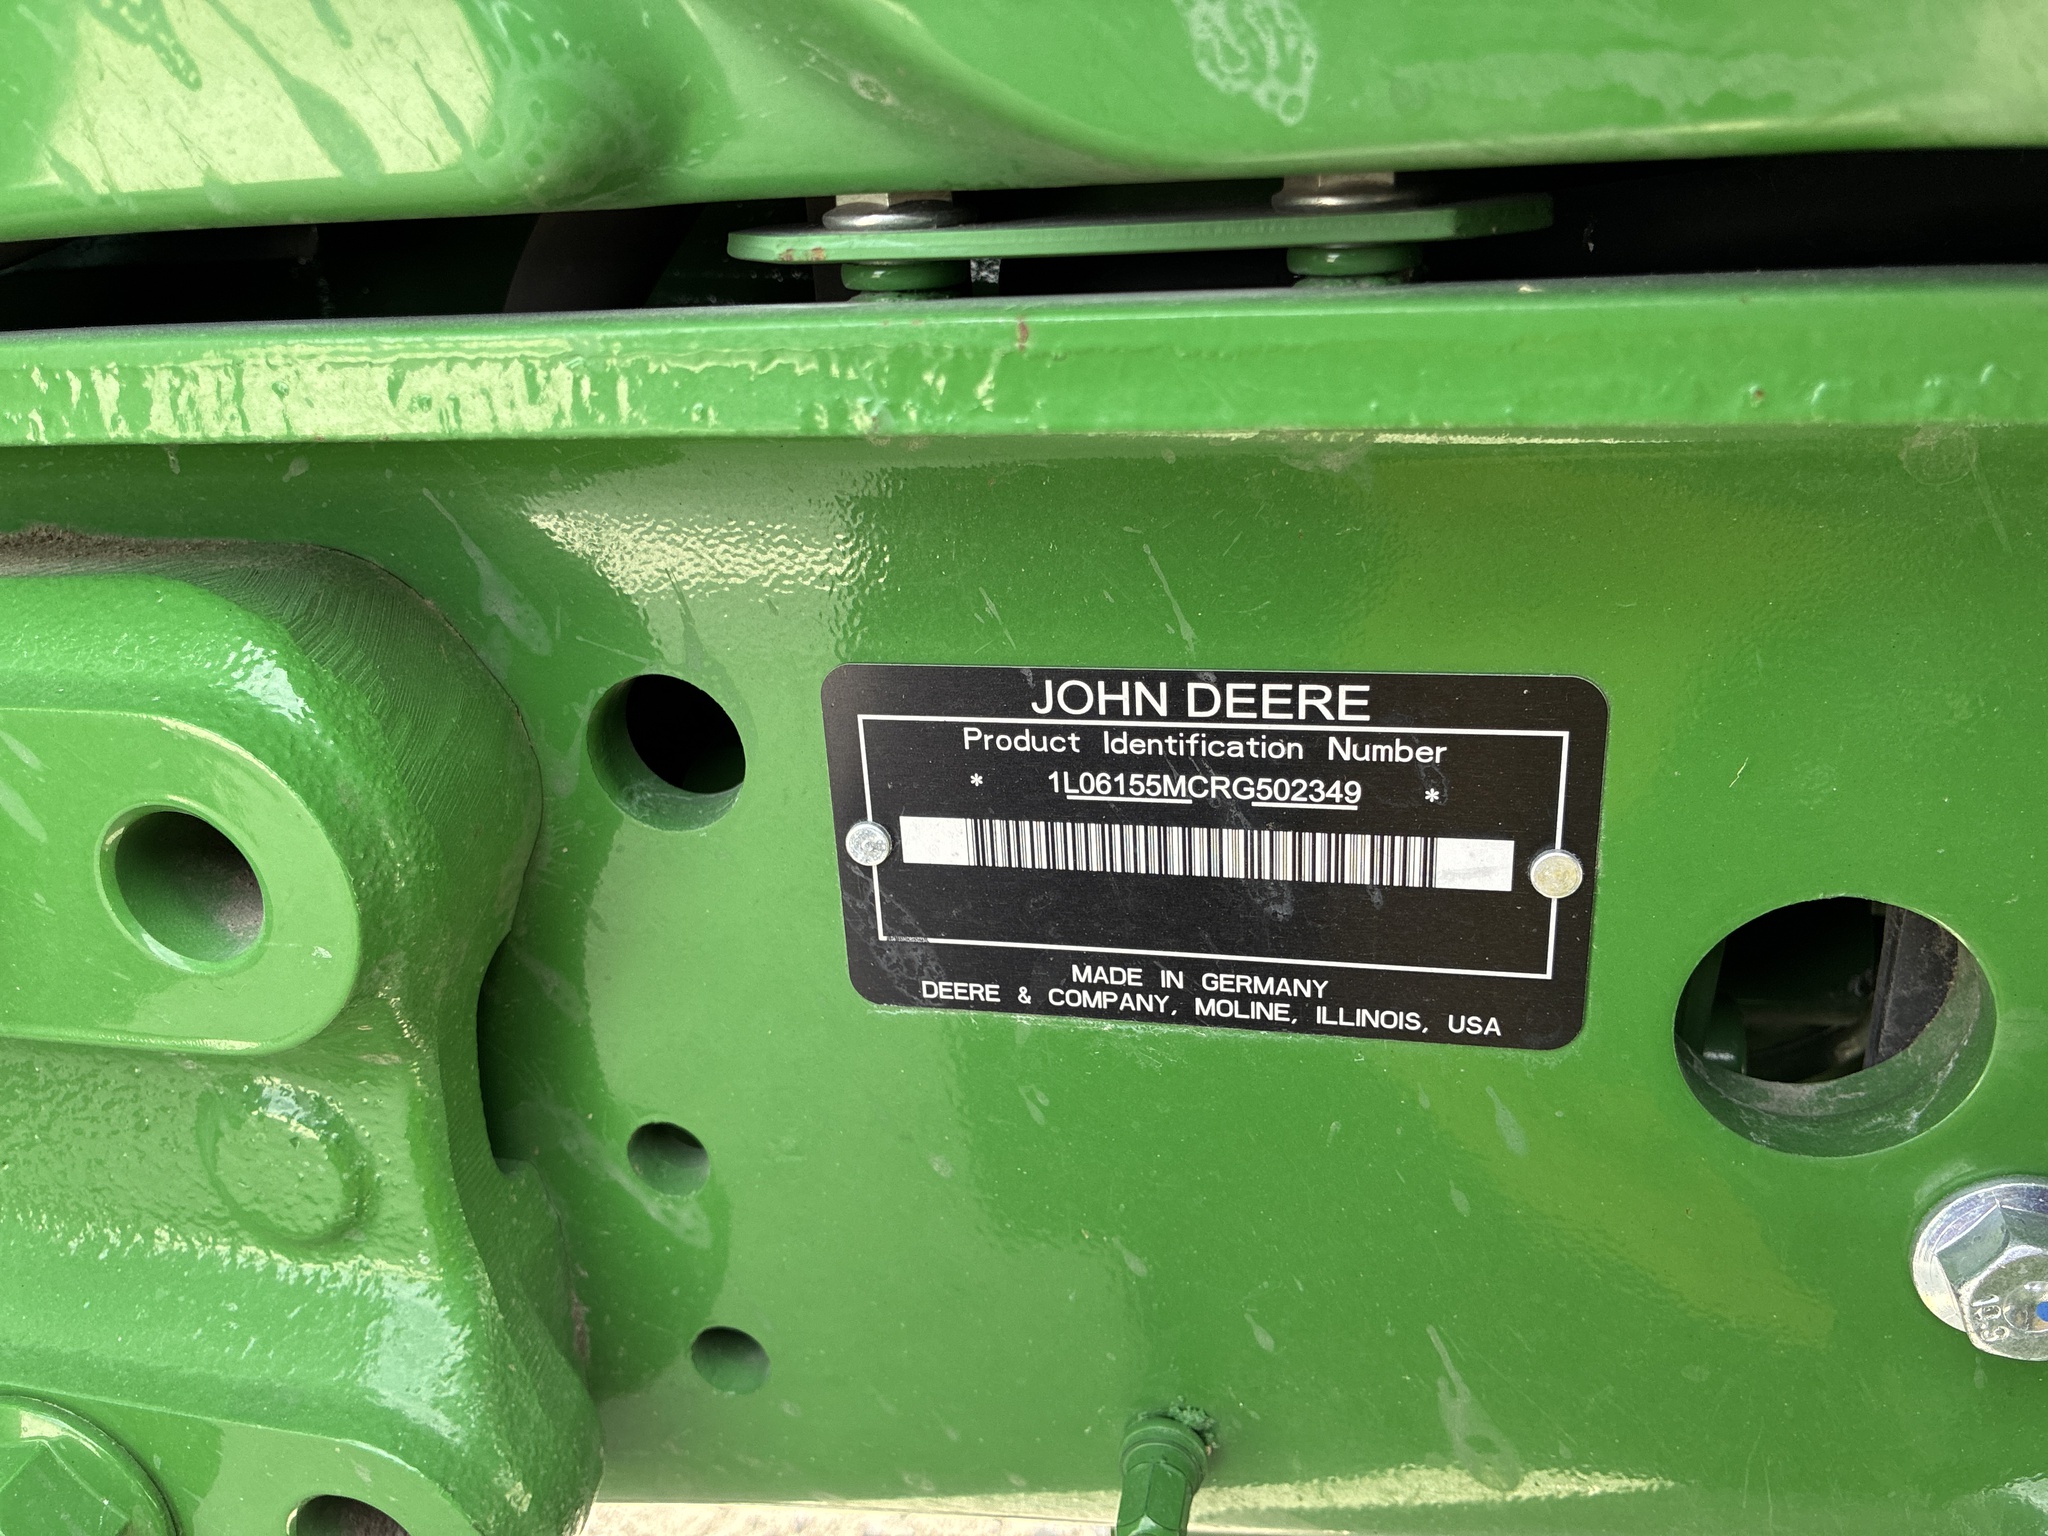 JOHN DEERE
Product Identification Number
* 1L06155MCRG502349 *
MADE IN GERMANY
DEERE & COMPANY, MOLINE, ILLINOIS, USA